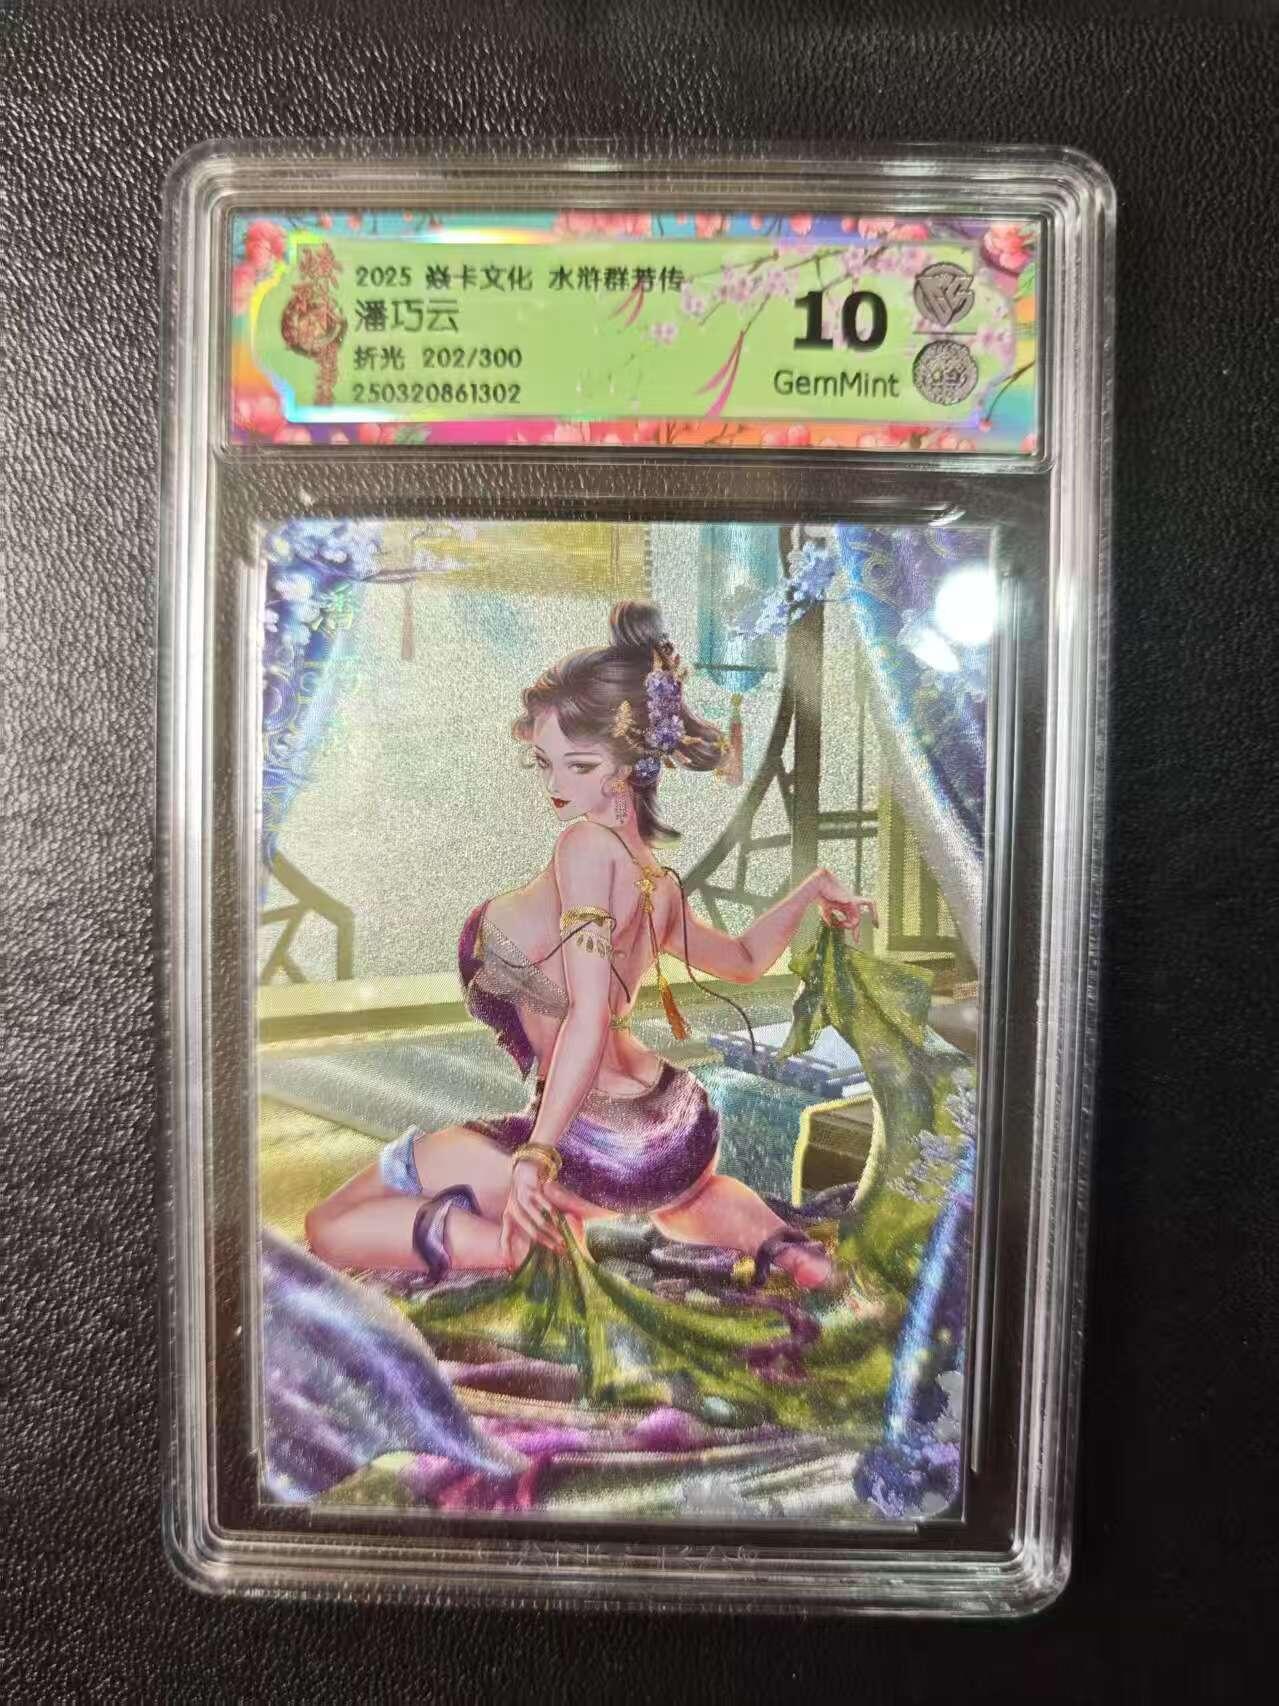 2025 焱卡文化 水浒群芳传
潘巧云
折光 202/300
250320861302
10
GemMint
潘